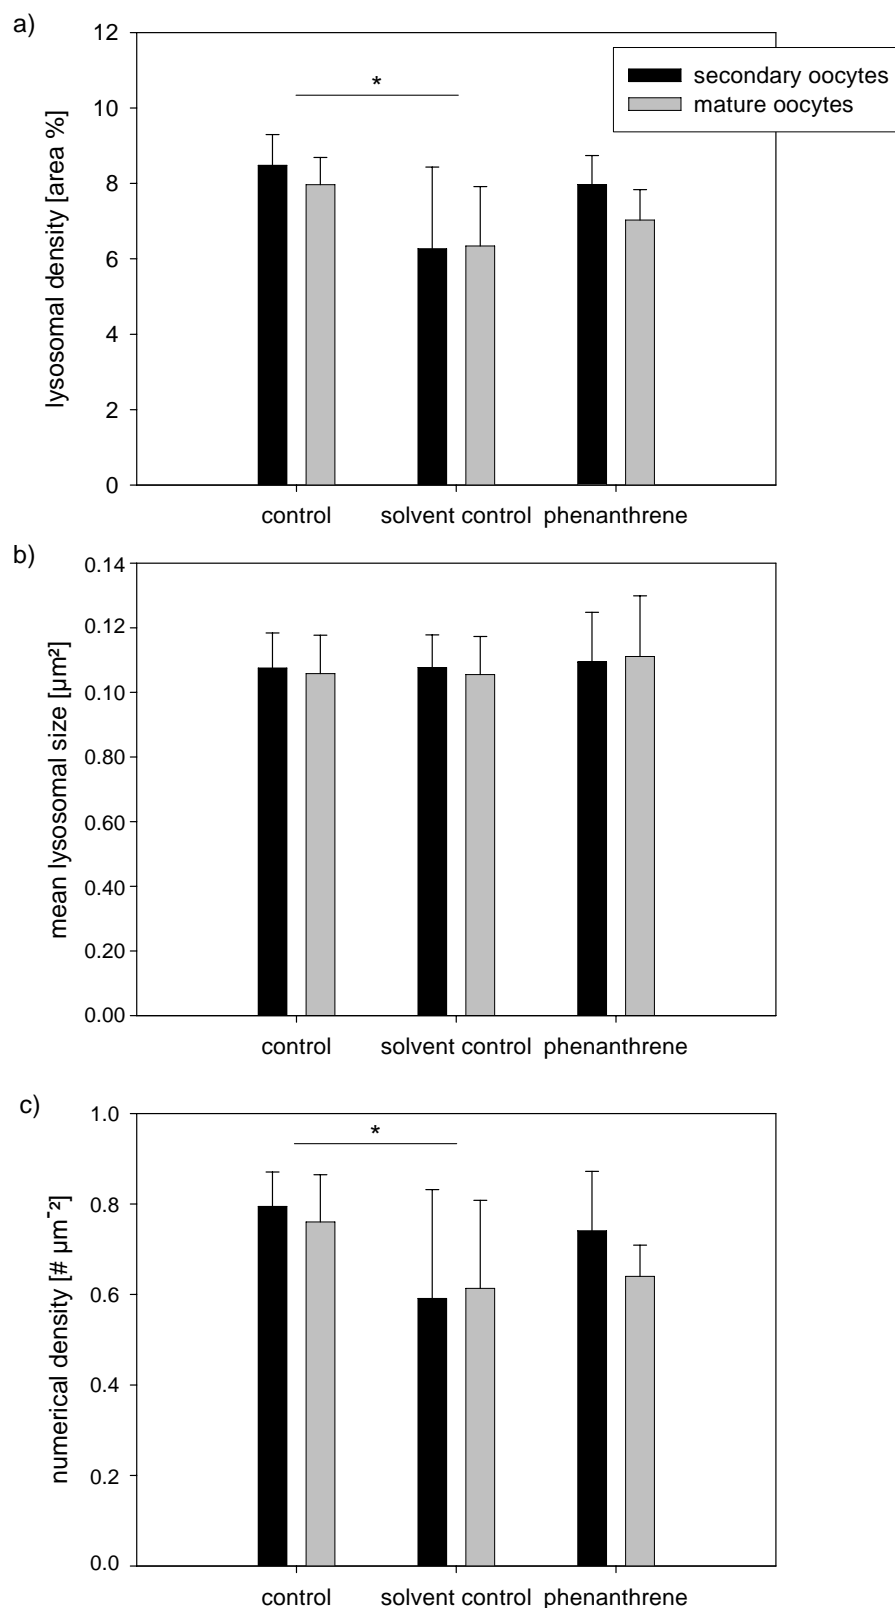 a)
12
10
8
6
4
2
0
lysosomal density [area %]
*
secondary oocytes
mature oocytes
control solvent control phenanthrene
b)
0.14
0.12
0.10
0.80
0.60
0.40
0.20
0.00
mean lysosomal size [µm²]
control solvent control phenanthrene
c)
1.0
0.8
0.6
0.4
0.2
0.0
numerical density [# µm⁻²]
*
control solvent control phenanthrene